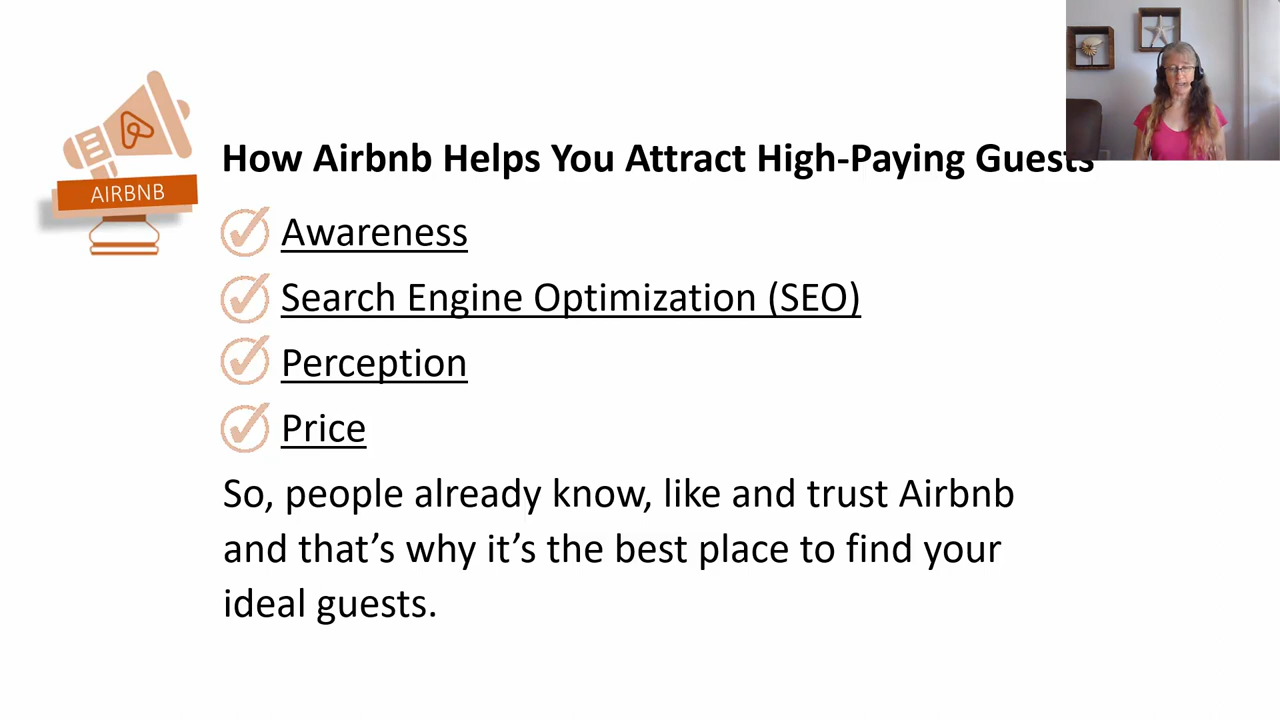 How Airbnb Helps You Attract High-Paying Guests
AIRBNB
Awareness
Search Engine Optimization (SEO)
Perception
Price
So, people already know, like and trust Airbnb
and that’s why it’s the best place to find your
ideal guests.